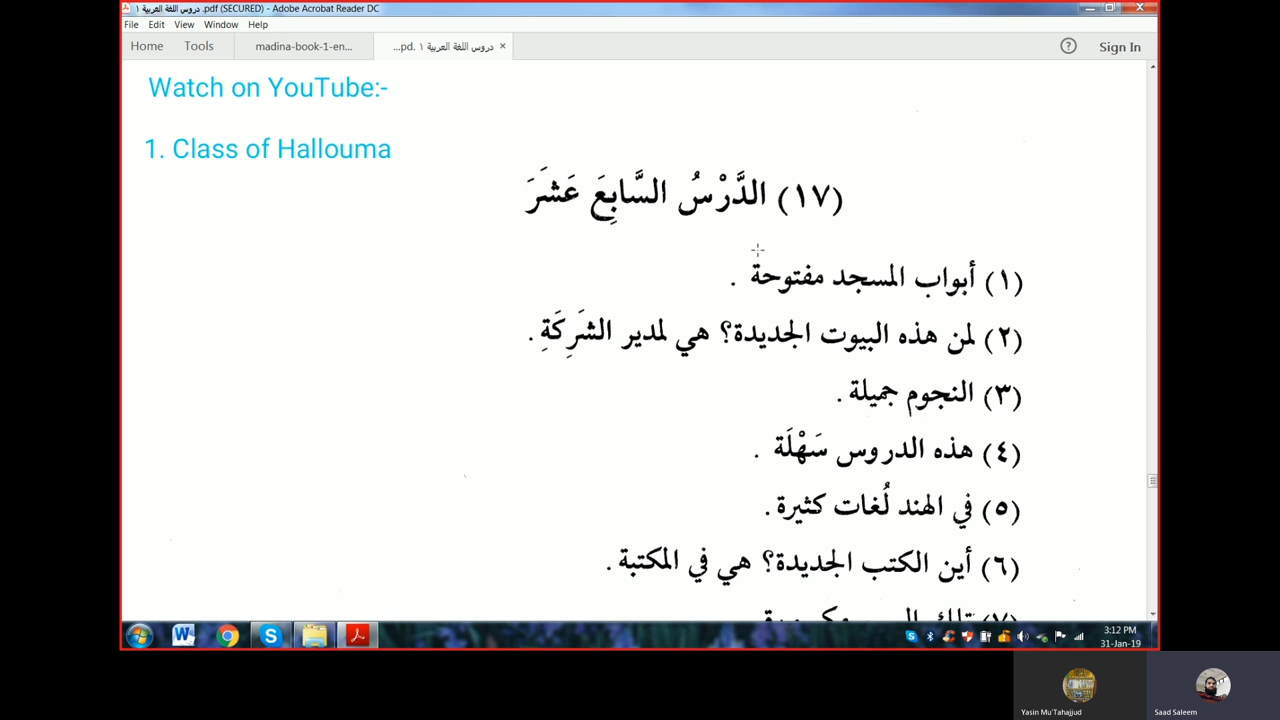 دروس اللغة العربية ١.pdf (SECURED) - Adobe Acrobat Reader DC
File Edit View Window Help
Home Tools madina-book-1-en... دروس اللغة العربية ١ .pd... × ? Sign In
Watch on YouTube:-
1. Class of Hallouma
(١٧) الدَّرْسُ السَّابِعَ عَشَرَ
(١) أبواب المسجد مفتوحة .
(٢) لمن هذه البيوت الجديدة؟ هي لمدير الشَرِكَةِ .
(٣) النجوم جميلة .
(٤) هذه الدروس سَهْلَة .
(٥) في الهند لُغات كثيرة .
(٦) أين الكتب الجديدة؟ هي في المكتبة .
3:12 PM
31-Jan-19
Yasin Mu'Tahajjud Saad Saleem